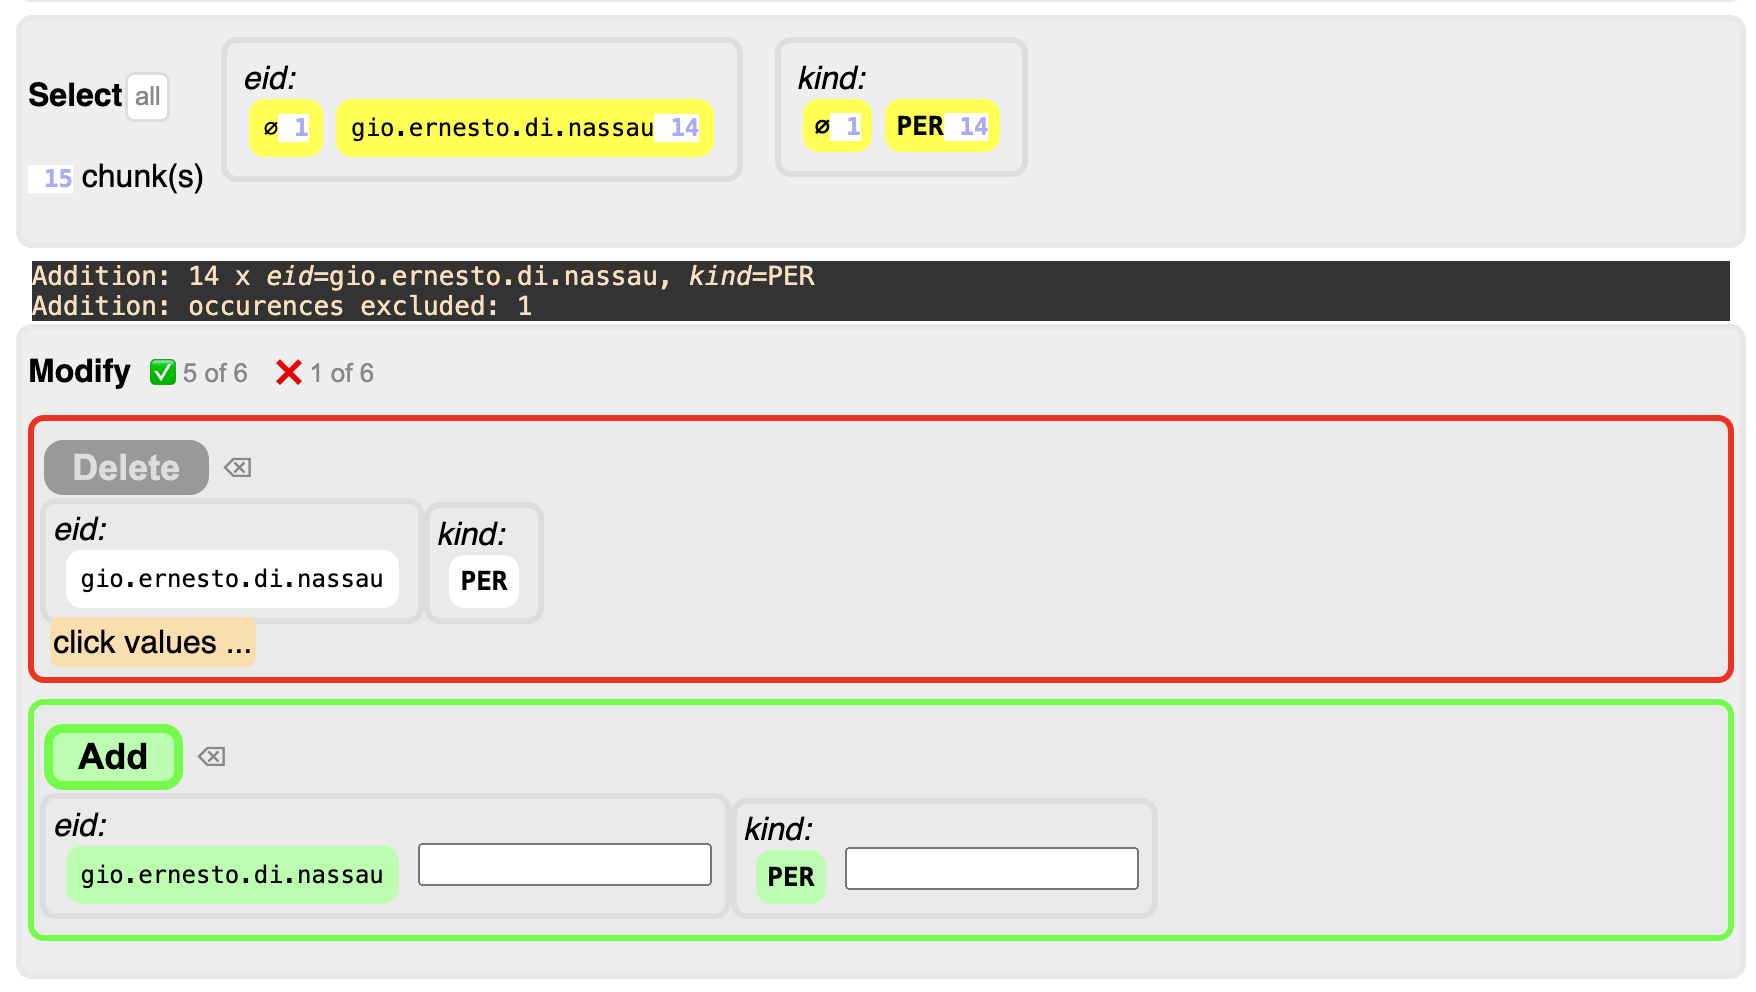 Select all
eid:
ø 1 gio.ernesto.di.nassau 14
kind:
ø 1 PER 14
15 chunk(s)
Addition: 14 x eid=gio.ernesto.di.nassau, kind=PER
Addition: occurences excluded: 1
Modify ✅ 5 of 6 ❌ 1 of 6
Delete ⌫
eid:
gio.ernesto.di.nassau
kind:
PER
click values ...
Add ⌫
eid:
gio.ernesto.di.nassau
kind:
PER